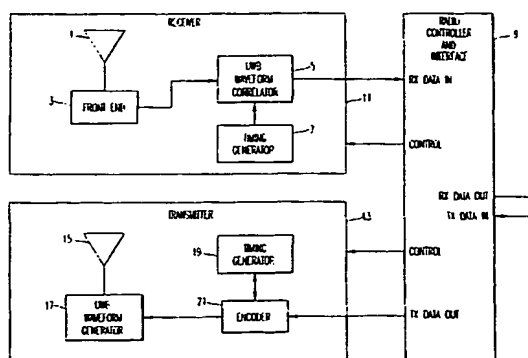 RECEIVER
1
3
FRONT END
UWB
WAVEFORM
CORRELATOR
5
TIMING
GENERATOR
7
11
RADIO
CONTROLLER
AND
INTERFACE
9
RX DATA IN
CONTROL
RX DATA OUT
TX DATA IN
CONTROL
TX DATA OUT
TRANSMITTER
13
15
17
UWB
WAVEFORM
GENERATOR
19
TIMING
GENERATOR
21
ENCODER